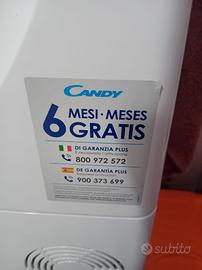 CANDY
6 MESI · MESES
GRATIS
DI GARANZIA PLUS
800 972 572
DE GARANTÍA PLUS
900 373 699
subito